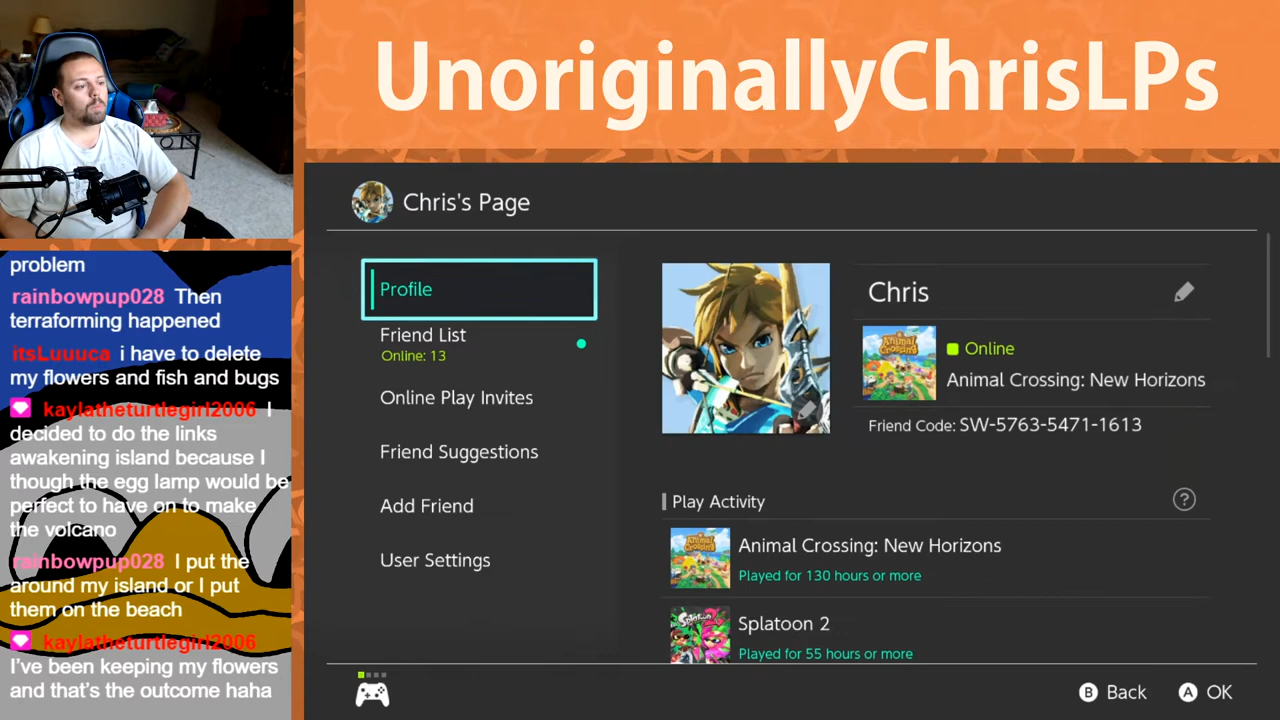 UnoriginallyChrisLPs
Chris's Page
Profile
Friend List
Online: 13
Online Play Invites
Friend Suggestions
Add Friend
User Settings
Chris
Online
Animal Crossing: New Horizons
Friend Code: SW-5763-5471-1613
Play Activity
?
Animal Crossing: New Horizons
Played for 130 hours or more
Splatoon 2
Played for 55 hours or more
B Back
A OK
problem
rainbowpup028 Then
terraforming happened
itsLuuuca i have to delete
my flowers and fish and bugs
kaylatheturtlegirl2006 I
decided to do the links
awakening island because I
though the egg lamp would be
perfect to have on to make
the volcano
rainbowpup028 I put the
around my island or I put
them on the beach
kaylatheturtlegirl2006
I've been keeping my flowers
and that's the outcome haha